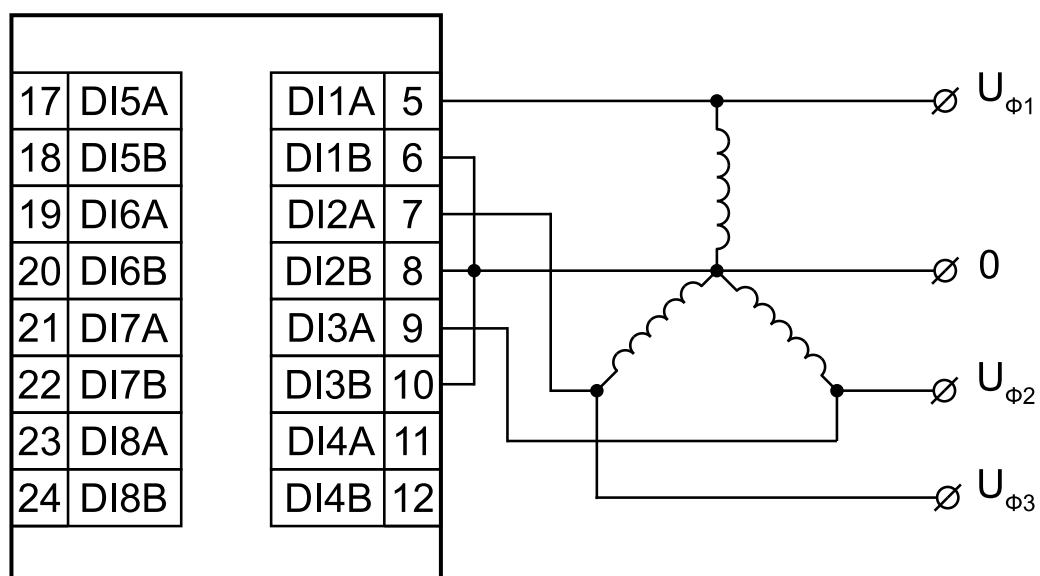 17 DI5A DI1A 5 U Ф1
18 DI5B DI1B 6
19 DI6A DI2A 7
20 DI6B DI2B 8 0
21 DI7A DI3A 9
22 DI7B DI3B 10 U Ф2
23 DI8A DI4A 11
24 DI8B DI4B 12 U Ф3